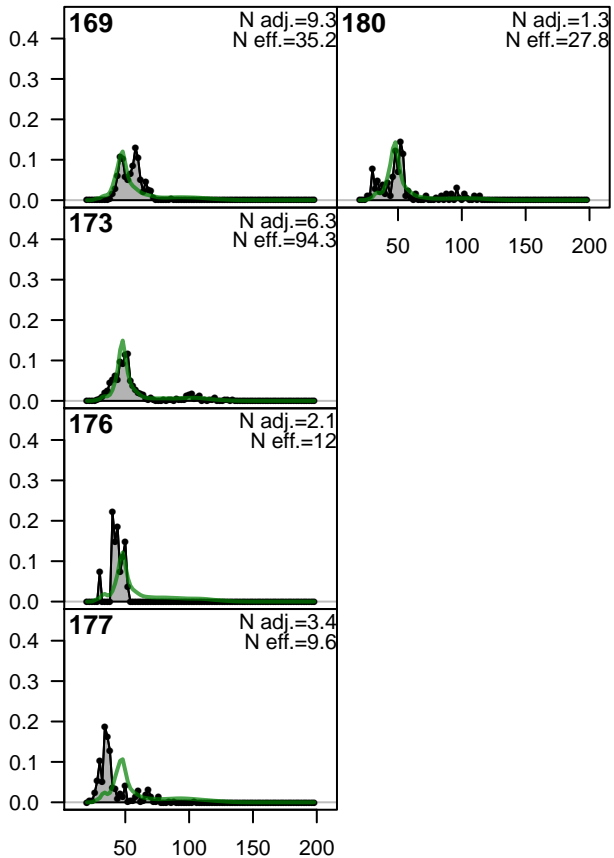 169
N adj.=9.3
N eff.=35.2
0.4
0.3
0.2
0.1
0.0
180
N adj.=1.3
N eff.=27.8
50 100 150 200
173
N adj.=6.3
N eff.=94.3
0.4
0.3
0.2
0.1
0.0
176
N adj.=2.1
N eff.=12
0.4
0.3
0.2
0.1
0.0
177
N adj.=3.4
N eff.=9.6
0.4
0.3
0.2
0.1
0.0
50 100 150 200